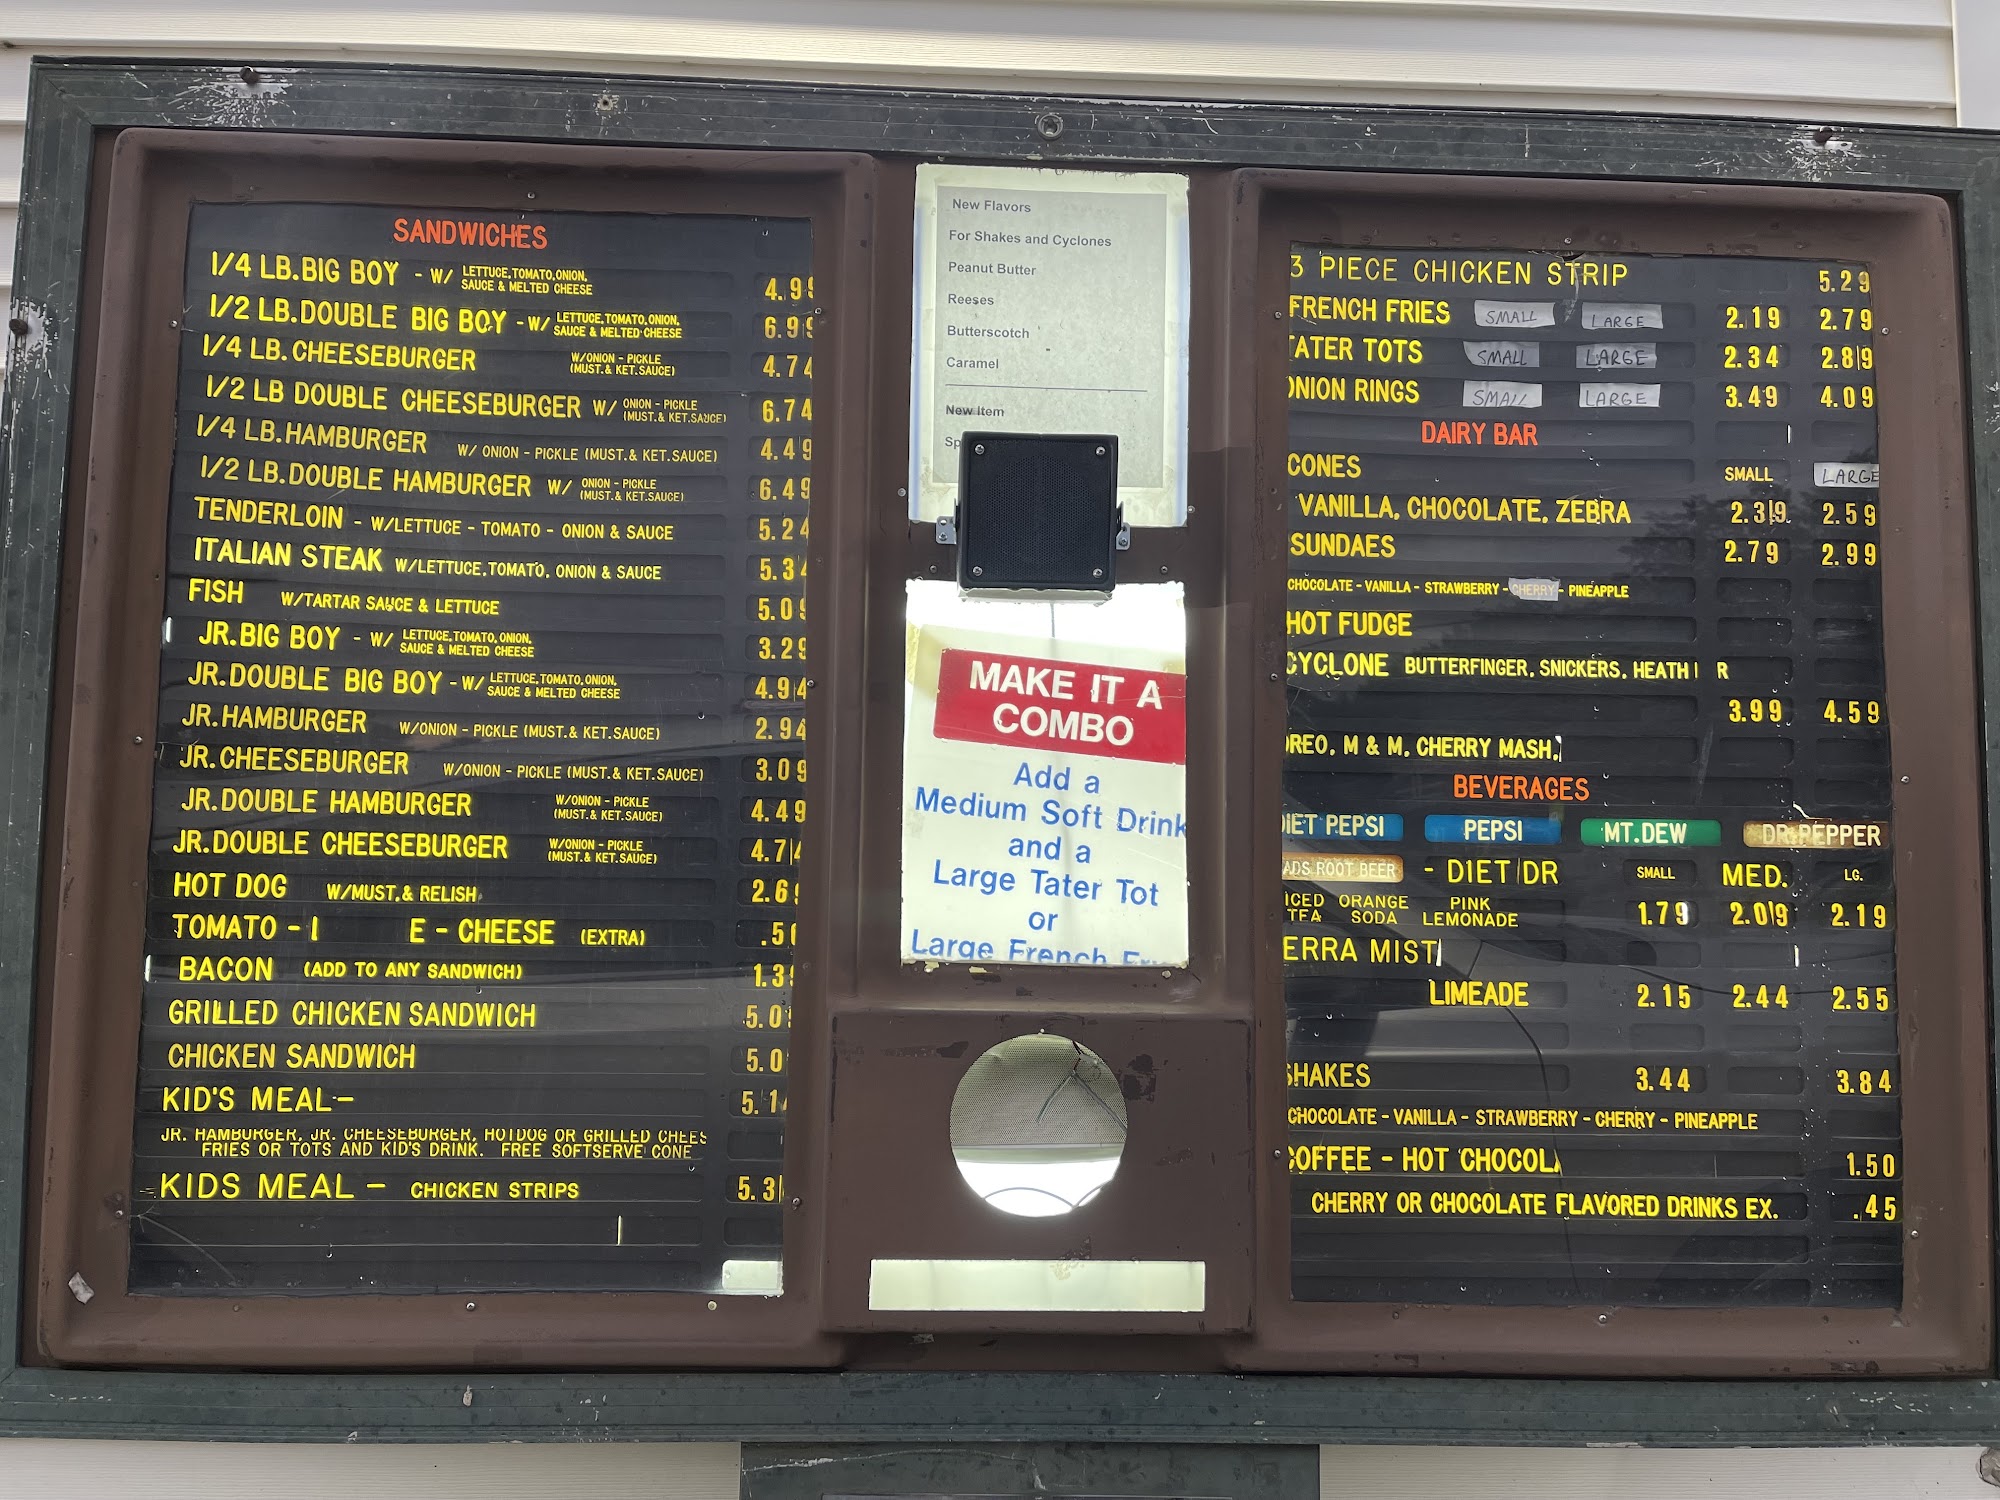 SANDWICHES
1/4 LB.BIG BOY - W/ LETTUCE,TOMATO,ONION, SAUCE & MELTED CHEESE 4.99
1/2 LB.DOUBLE BIG BOY - W/ LETTUCE,TOMATO,ONION, SAUCE & MELTED CHEESE 6.99
1/4 LB.CHEESEBURGER W/ONION - PICKLE (MUST.& KET.SAUCE) 4.74
1/2 LB DOUBLE CHEESEBURGER W/ ONION - PICKLE (MUST.& KET.SAUCE) 6.74
1/4 LB.HAMBURGER W/ ONION - PICKLE (MUST.& KET.SAUCE) 4.49
1/2 LB.DOUBLE HAMBURGER W/ ONION - PICKLE (MUST.& KET.SAUCE) 6.49
TENDERLOIN - W/LETTUCE - TOMATO - ONION & SAUCE 5.24
ITALIAN STEAK W/LETTUCE,TOMATO, ONION & SAUCE 5.34
FISH W/TARTAR SAUCE & LETTUCE 5.09
JR.BIG BOY - W/ LETTUCE,TOMATO,ONION, SAUCE & MELTED CHEESE 3.29
JR.DOUBLE BIG BOY - W/ LETTUCE,TOMATO,ONION, SAUCE & MELTED CHEESE 4.94
JR.HAMBURGER W/ONION - PICKLE (MUST.& KET.SAUCE) 2.94
JR.CHEESEBURGER W/ONION - PICKLE (MUST.& KET.SAUCE) 3.09
JR.DOUBLE HAMBURGER W/ONION - PICKLE (MUST.& KET.SAUCE) 4.49
JR.DOUBLE CHEESEBURGER W/ONION - PICKLE (MUST.& KET.SAUCE) 4.74
HOT DOG W/MUST.& RELISH 2.69
TOMATO - E - CHEESE (EXTRA) .5
BACON (ADD TO ANY SANDWICH) 1.3
GRILLED CHICKEN SANDWICH 5.0
CHICKEN SANDWICH 5.0
KID'S MEAL - 5.1
JR. HAMBURGER, JR. CHEESEBURGER, HOTDOG OR GRILLED CHEES
FRIES OR TOTS AND KID'S DRINK. FREE SOFTSERVE CONE
KIDS MEAL - CHICKEN STRIPS 5.3
New Flavors
For Shakes and Cyclones
Peanut Butter
Reeses
Butterscotch
Caramel
New Item
Sp
MAKE IT A
COMBO
Add a
Medium Soft Drink
and a
Large Tater Tot
or
Large French
3 PIECE CHICKEN STRIP 5.29
FRENCH FRIES SMALL LARGE 2.19 2.79
TATER TOTS SMALL LARGE 2.34 2.89
ONION RINGS SMALL LARGE 3.49 4.09
DAIRY BAR
CONES SMALL LARGE
VANILLA, CHOCOLATE, ZEBRA 2.39 2.59
SUNDAES 2.79 2.99
CHOCOLATE - VANILLA - STRAWBERRY - CHERRY - PINEAPPLE
HOT FUDGE
CYCLONE BUTTERFINGER, SNICKERS, HEATH R
3.99 4.59
OREO, M & M, CHERRY MASH,
BEVERAGES
DIET PEPSI PEPSI MT.DEW DR.PEPPER
ADS ROOT BEER - DIET DR SMALL MED. LG.
ICED TEA ORANGE SODA PINK LEMONADE 1.79 2.09 2.19
ERRA MIST
LIMEADE 2.15 2.44 2.55
SHAKES 3.44 3.84
CHOCOLATE - VANILLA - STRAWBERRY - CHERRY - PINEAPPLE
COFFEE - HOT CHOCOL 1.50
CHERRY OR CHOCOLATE FLAVORED DRINKS EX. .45